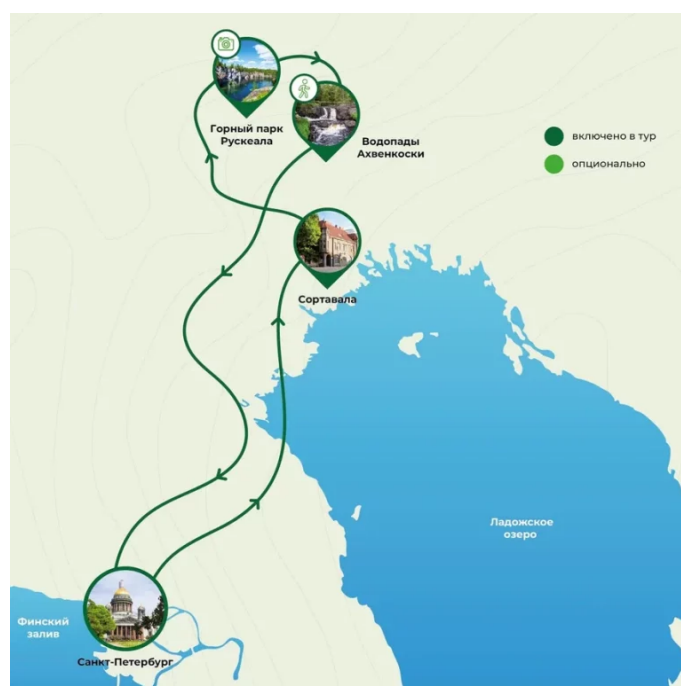 Горный парк
Рускеала
Водопады
Ахвенкоски
включено в тур
опционально
Сортавала
Ладожское
озеро
Финский
залив
Санкт-Петербург